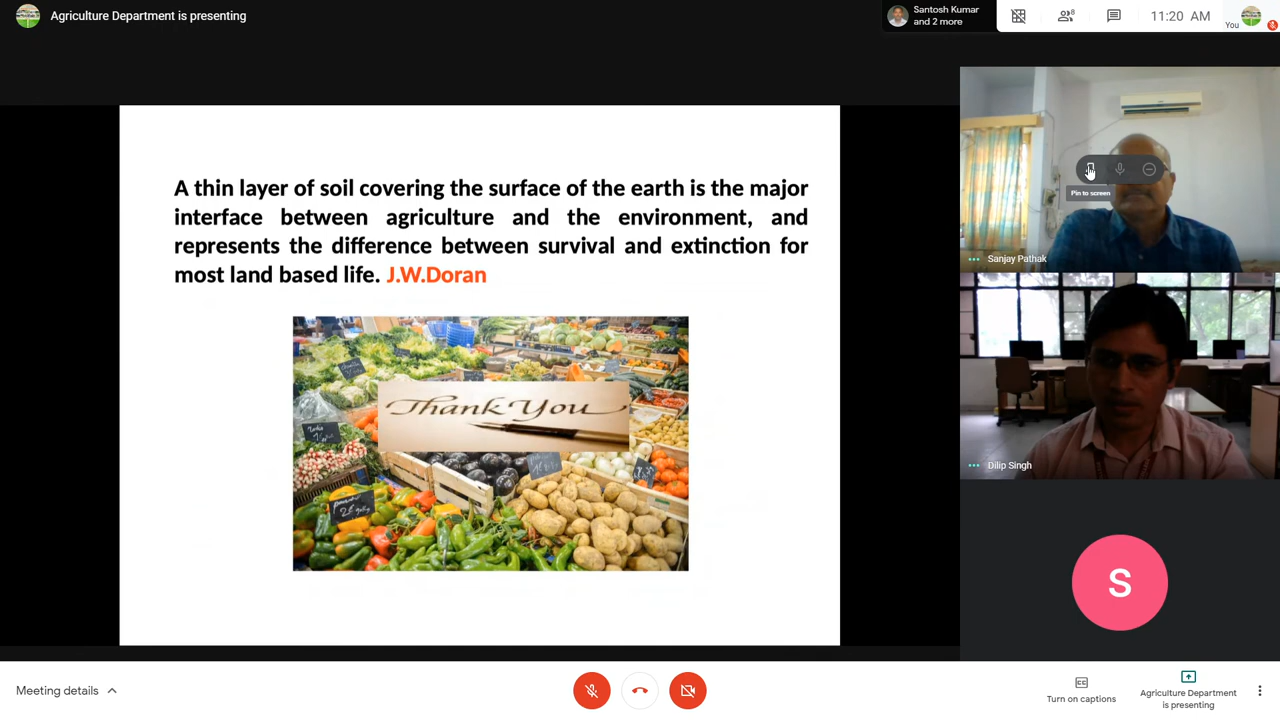 Agriculture Department is presenting
Santosh Kumar
and 2 more
8
11:20 AM
You
A thin layer of soil covering the surface of the earth is the major
interface between agriculture and the environment, and
represents the difference between survival and extinction for
most land based life. J.W.Doran
Thank You
Pin to screen
Sanjay Pathak
Dilip Singh
S
Meeting details
CC
Turn on captions
Agriculture Department
is presenting